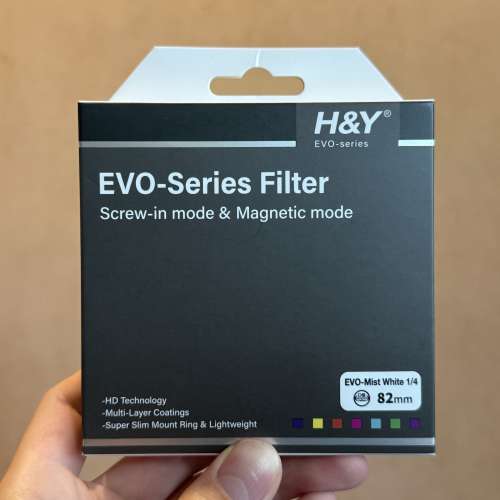 H&Y®
EVO-series
EVO-Series Filter
Screw-in mode & Magnetic mode
EVO-Mist White 1/4
82mm
-HD Technology
-Multi-Layer Coatings
-Super Slim Mount Ring & Lightweight